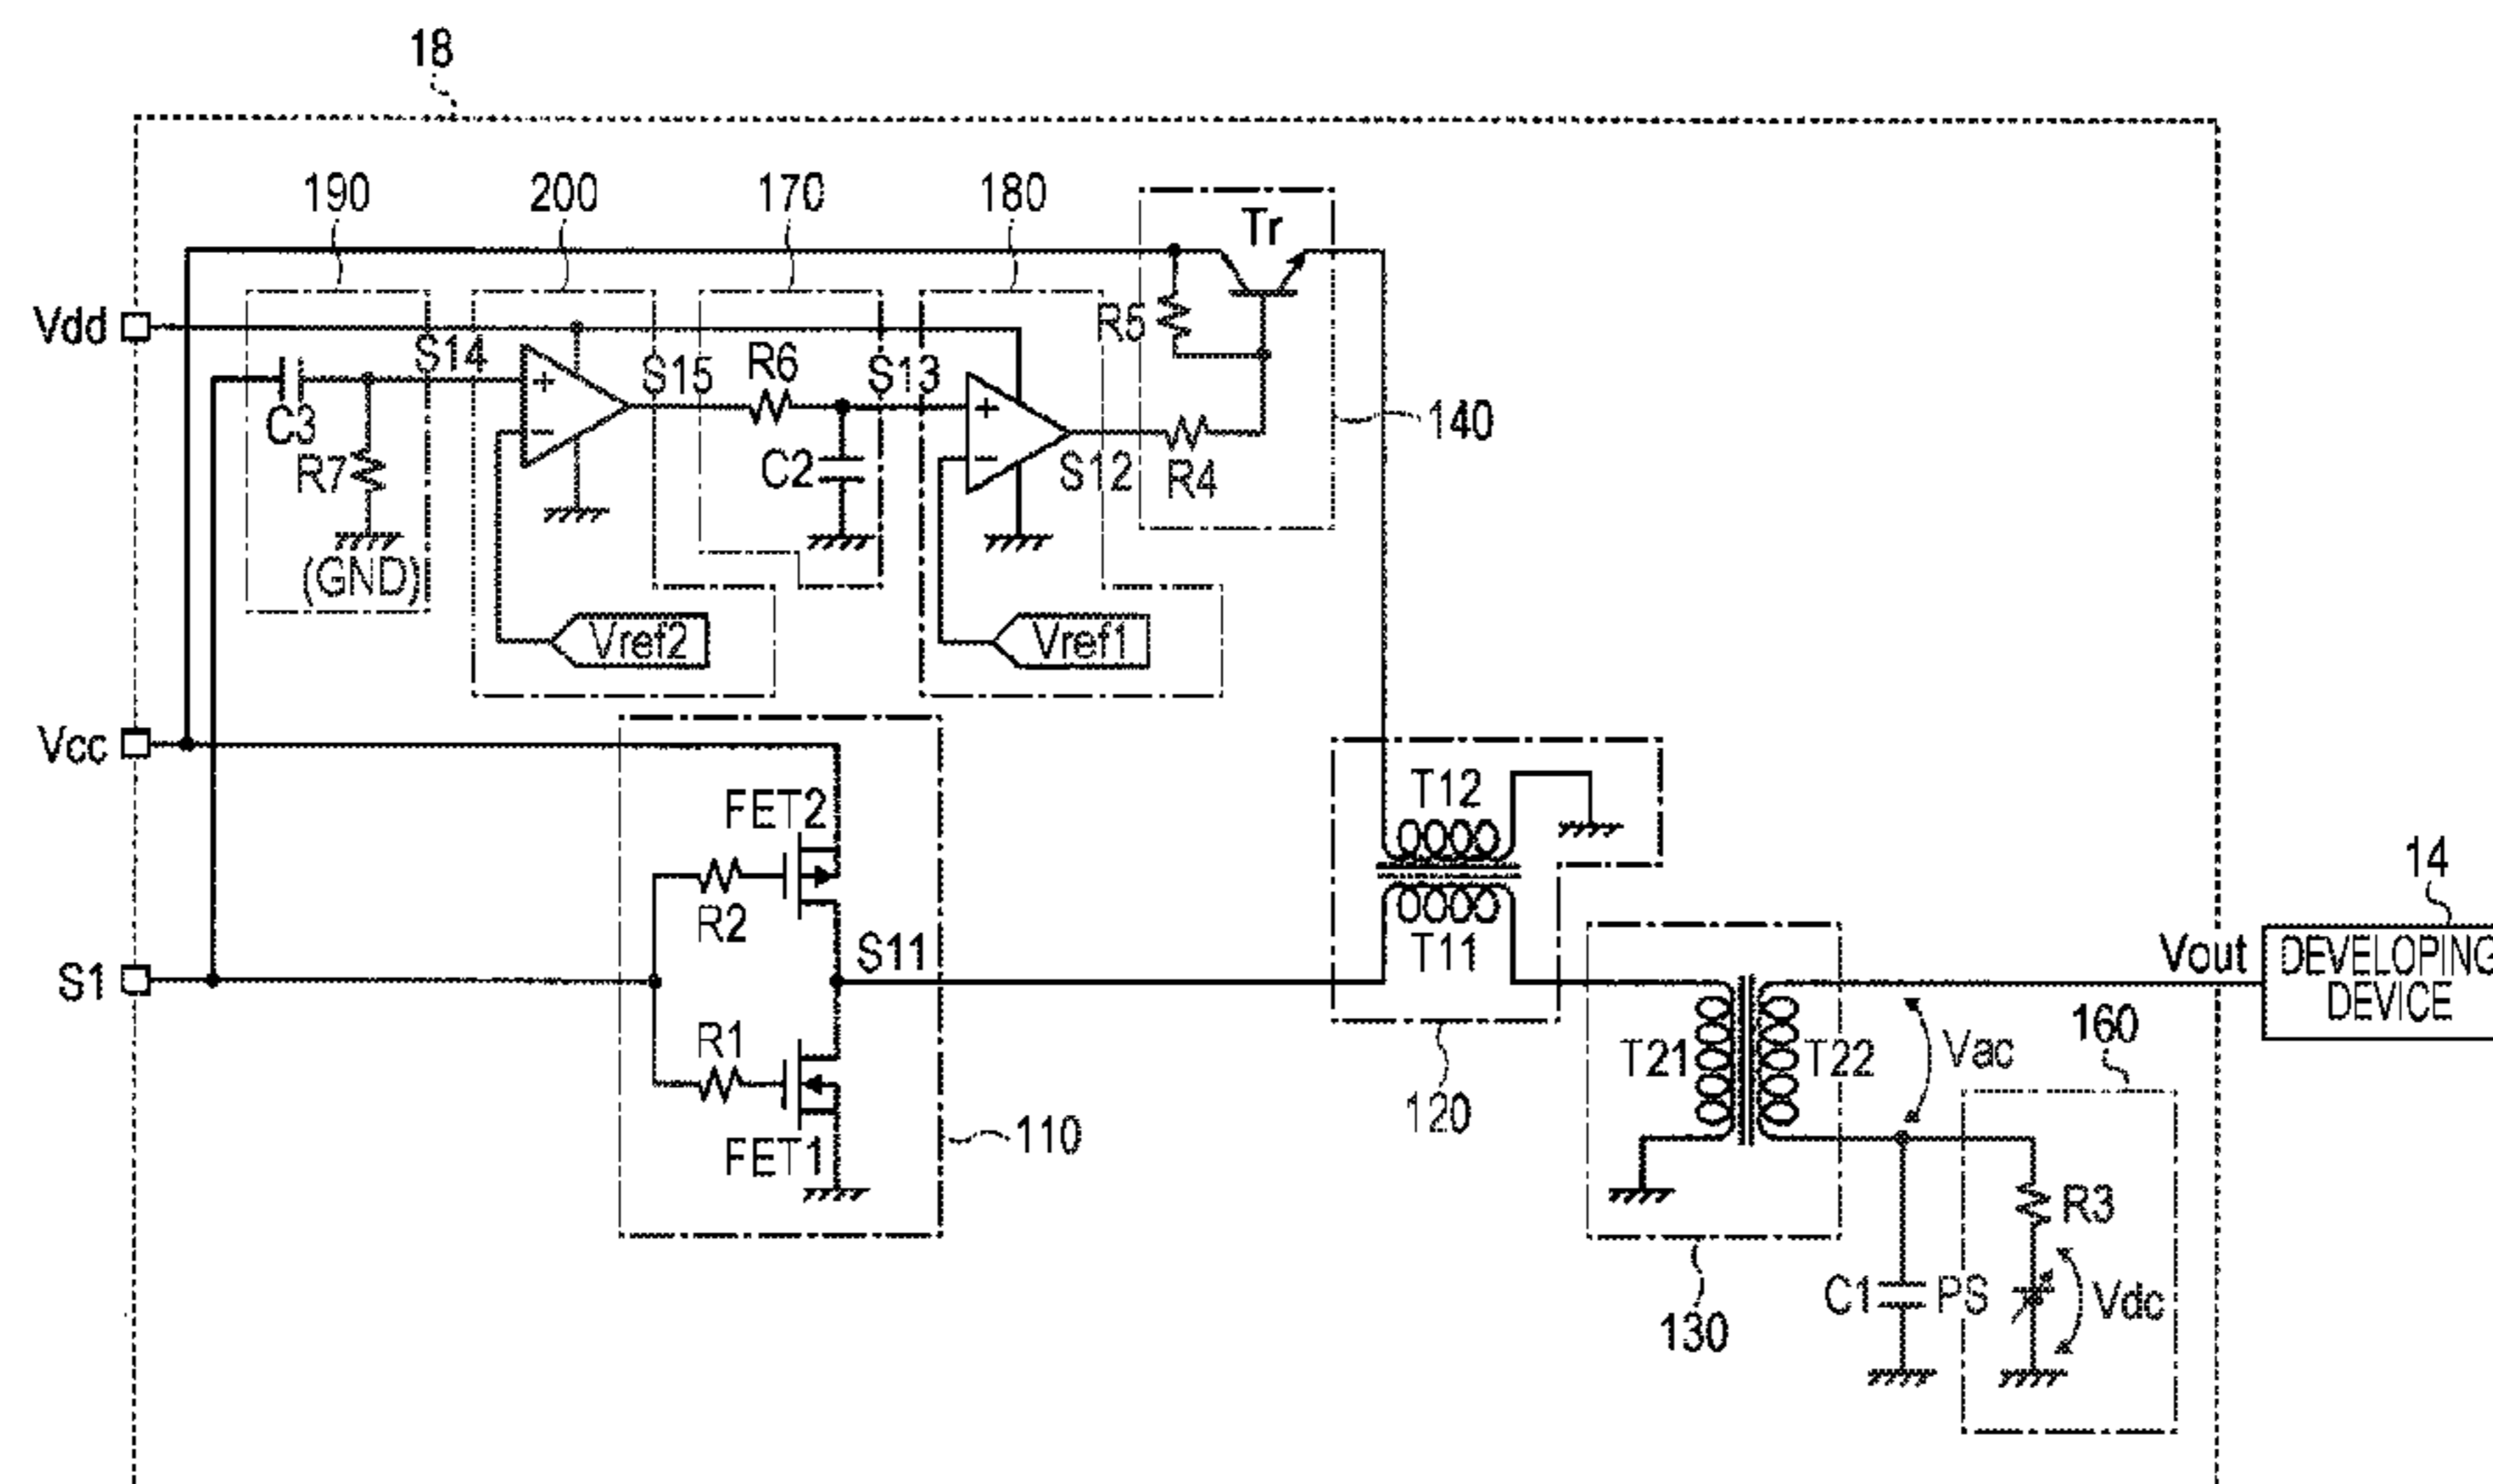 18
190
200
170
180
Tr
Vdd
R5
S14
S15
R6
S13
C3
+
−
+
−
140
R7
C2
S12
R4
(GND)
Vref2
Vref1
Vcc
T12
FET2
14
R2
S11
T11
Vout
DEVELOPING
DEVICE
S1
R1
160
Vac
T21
T22
120
110
FET1
R3
C1
PS
Vdc
130